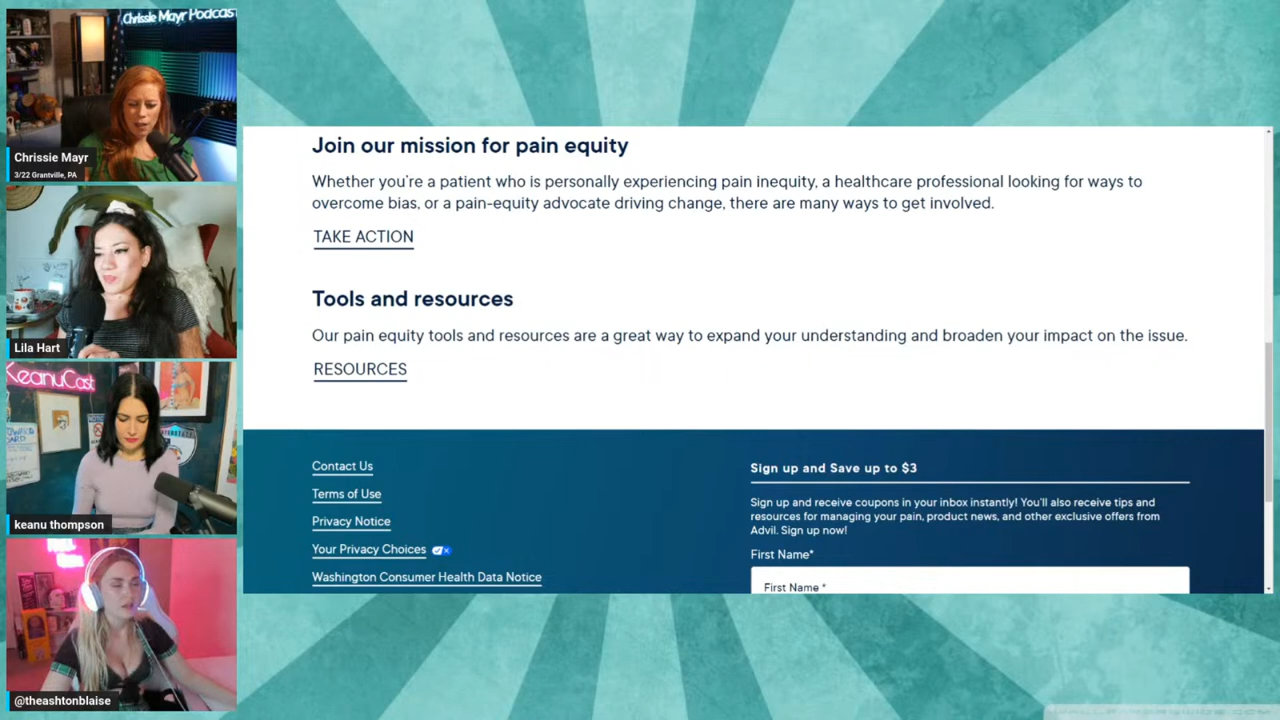 Chrissie Mayr Podcast
Chrissie Mayr
3/22 Grantville, PA
Lila Hart
KeanuCast
keanu thompson
@theashtonblaise
Join our mission for pain equity
Whether you're a patient who is personally experiencing pain inequity, a healthcare professional looking for ways to
overcome bias, or a pain-equity advocate driving change, there are many ways to get involved.
TAKE ACTION
Tools and resources
Our pain equity tools and resources are a great way to expand your understanding and broaden your impact on the issue.
RESOURCES
Contact Us
Terms of Use
Privacy Notice
Your Privacy Choices
Washington Consumer Health Data Notice
Sign up and Save up to $3
Sign up and receive coupons in your inbox instantly! You'll also receive tips and
resources for managing your pain, product news, and other exclusive offers from
Advil. Sign up now!
First Name*
First Name *